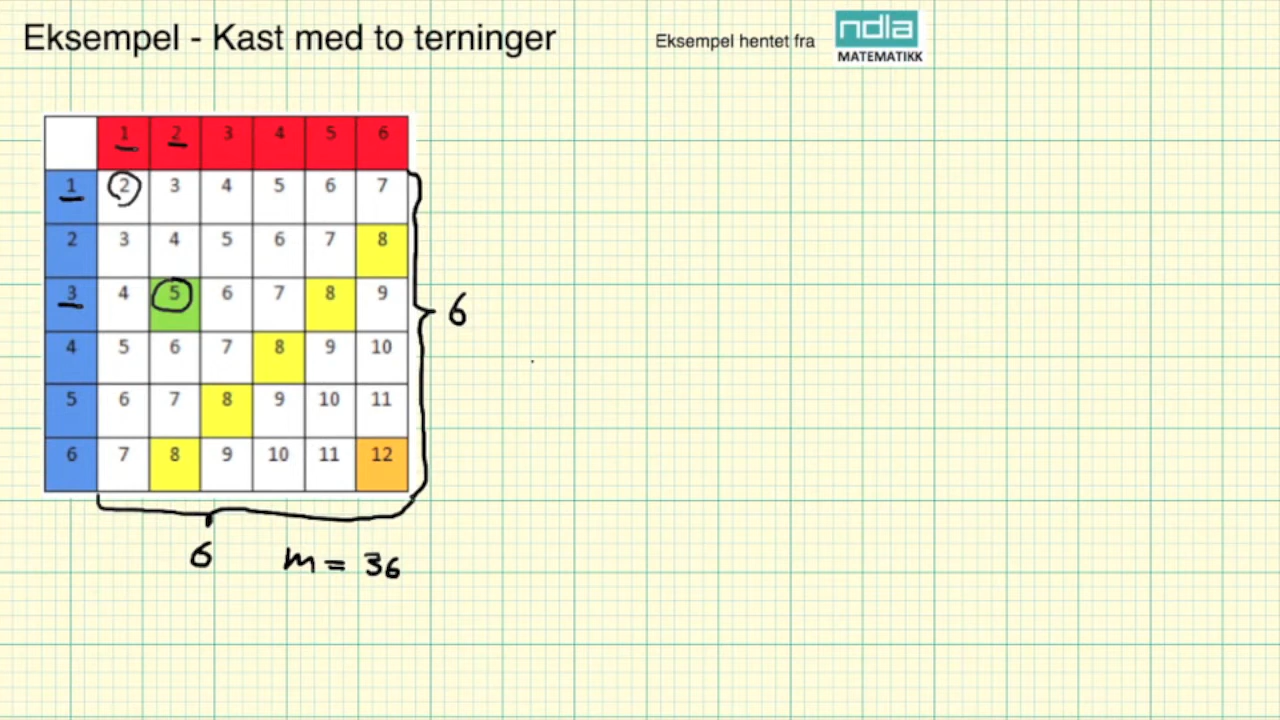 Eksempel - Kast med to terninger
Eksempel hentet fra
ndla
MATEMATIKK
1 2 3 4 5 6
1 2 3 4 5 6 7
2 3 4 5 6 7 8
3 4 5 6 7 8 9
4 5 6 7 8 9 10
5 6 7 8 9 10 11
6 7 8 9 10 11 12
6
6
m = 36